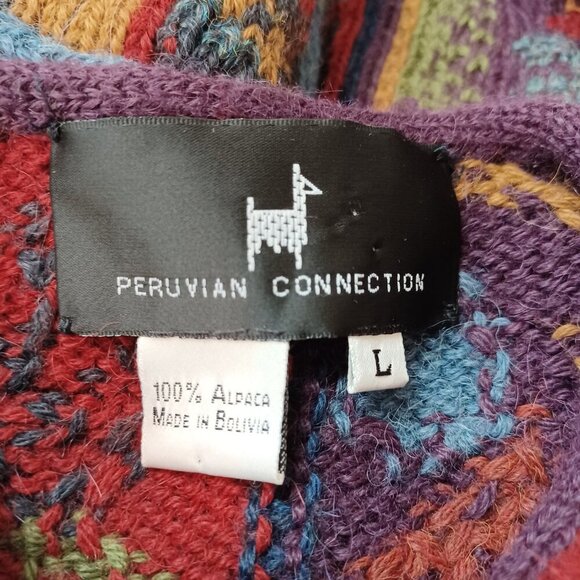 PERUVIAN CONNECTION
L
100% ALPACA
MADE IN BOLIVIA